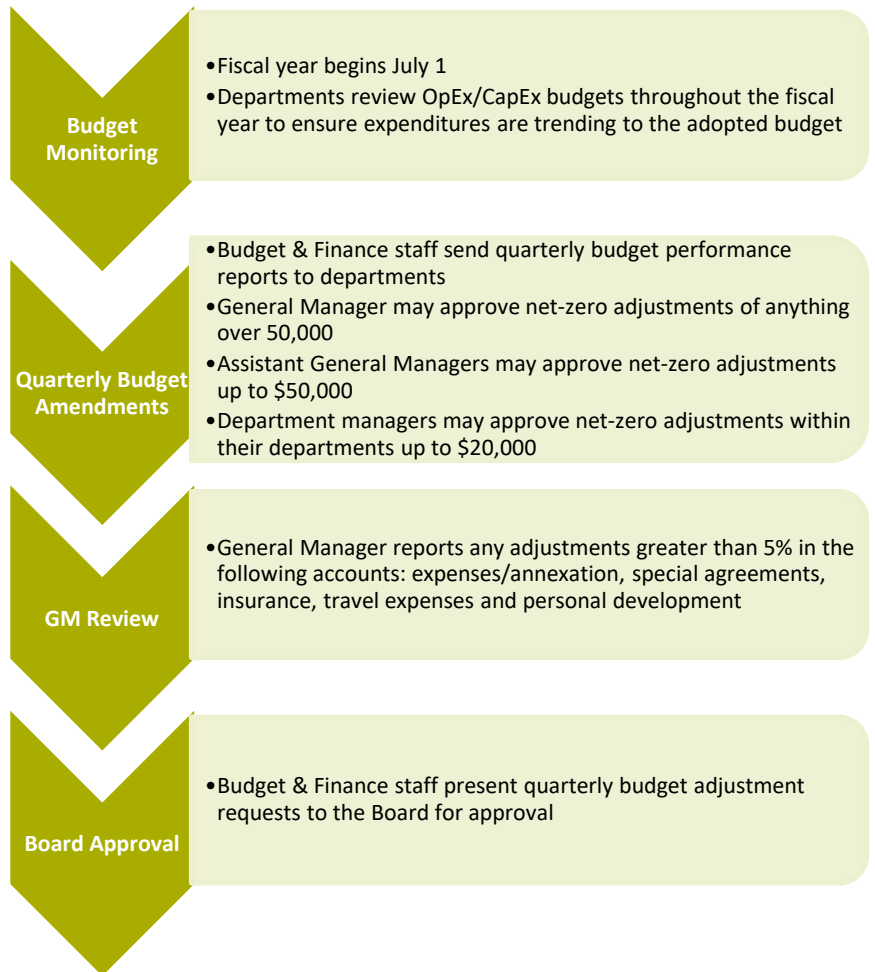 Budget
Monitoring
•Fiscal year begins July 1
•Departments review OpEx/CapEx budgets throughout the fiscal
year to ensure expenditures are trending to the adopted budget
Quarterly Budget
Amendments
•Budget & Finance staff send quarterly budget performance
reports to departments
•General Manager may approve net-zero adjustments of anything
over 50,000
•Assistant General Managers may approve net-zero adjustments
up to $50,000
•Department managers may approve net-zero adjustments within
their departments up to $20,000
GM Review
•General Manager reports any adjustments greater than 5% in the
following accounts: expenses/annexation, special agreements,
insurance, travel expenses and personal development
Board Approval
•Budget & Finance staff present quarterly budget adjustment
requests to the Board for approval